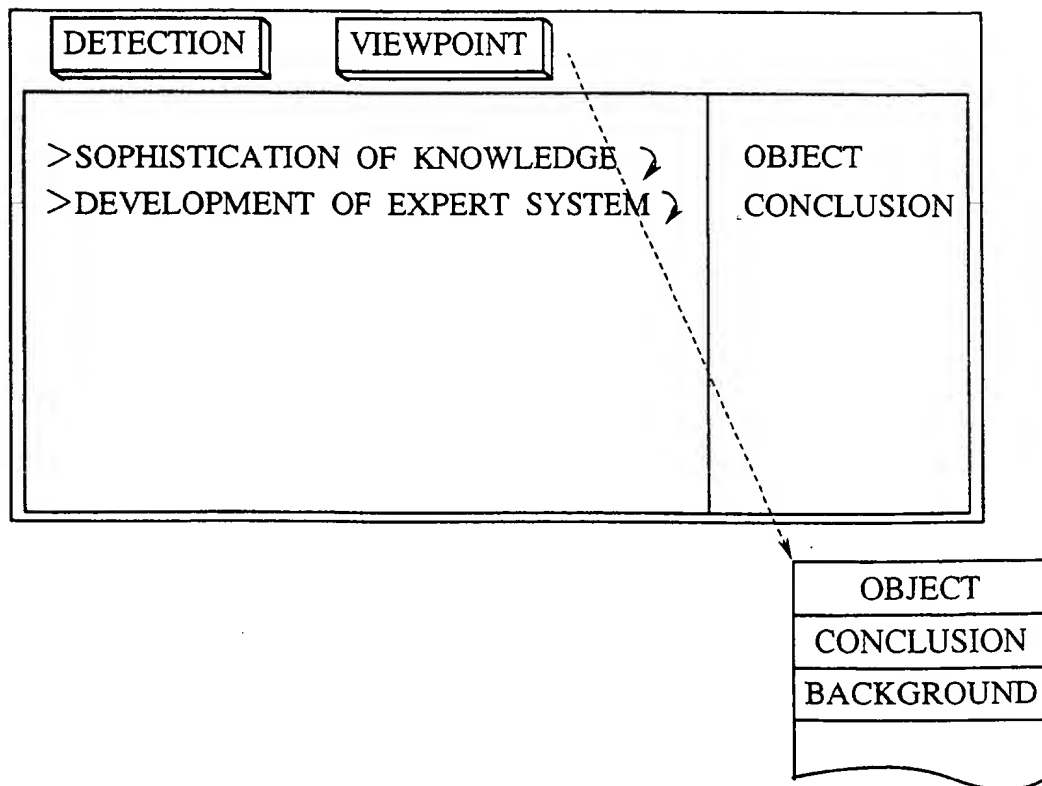 DETECTION VIEWPOINT
>SOPHISTICATION OF KNOWLEDGE OBJECT
>DEVELOPMENT OF EXPERT SYSTEM CONCLUSION
OBJECT
CONCLUSION
BACKGROUND